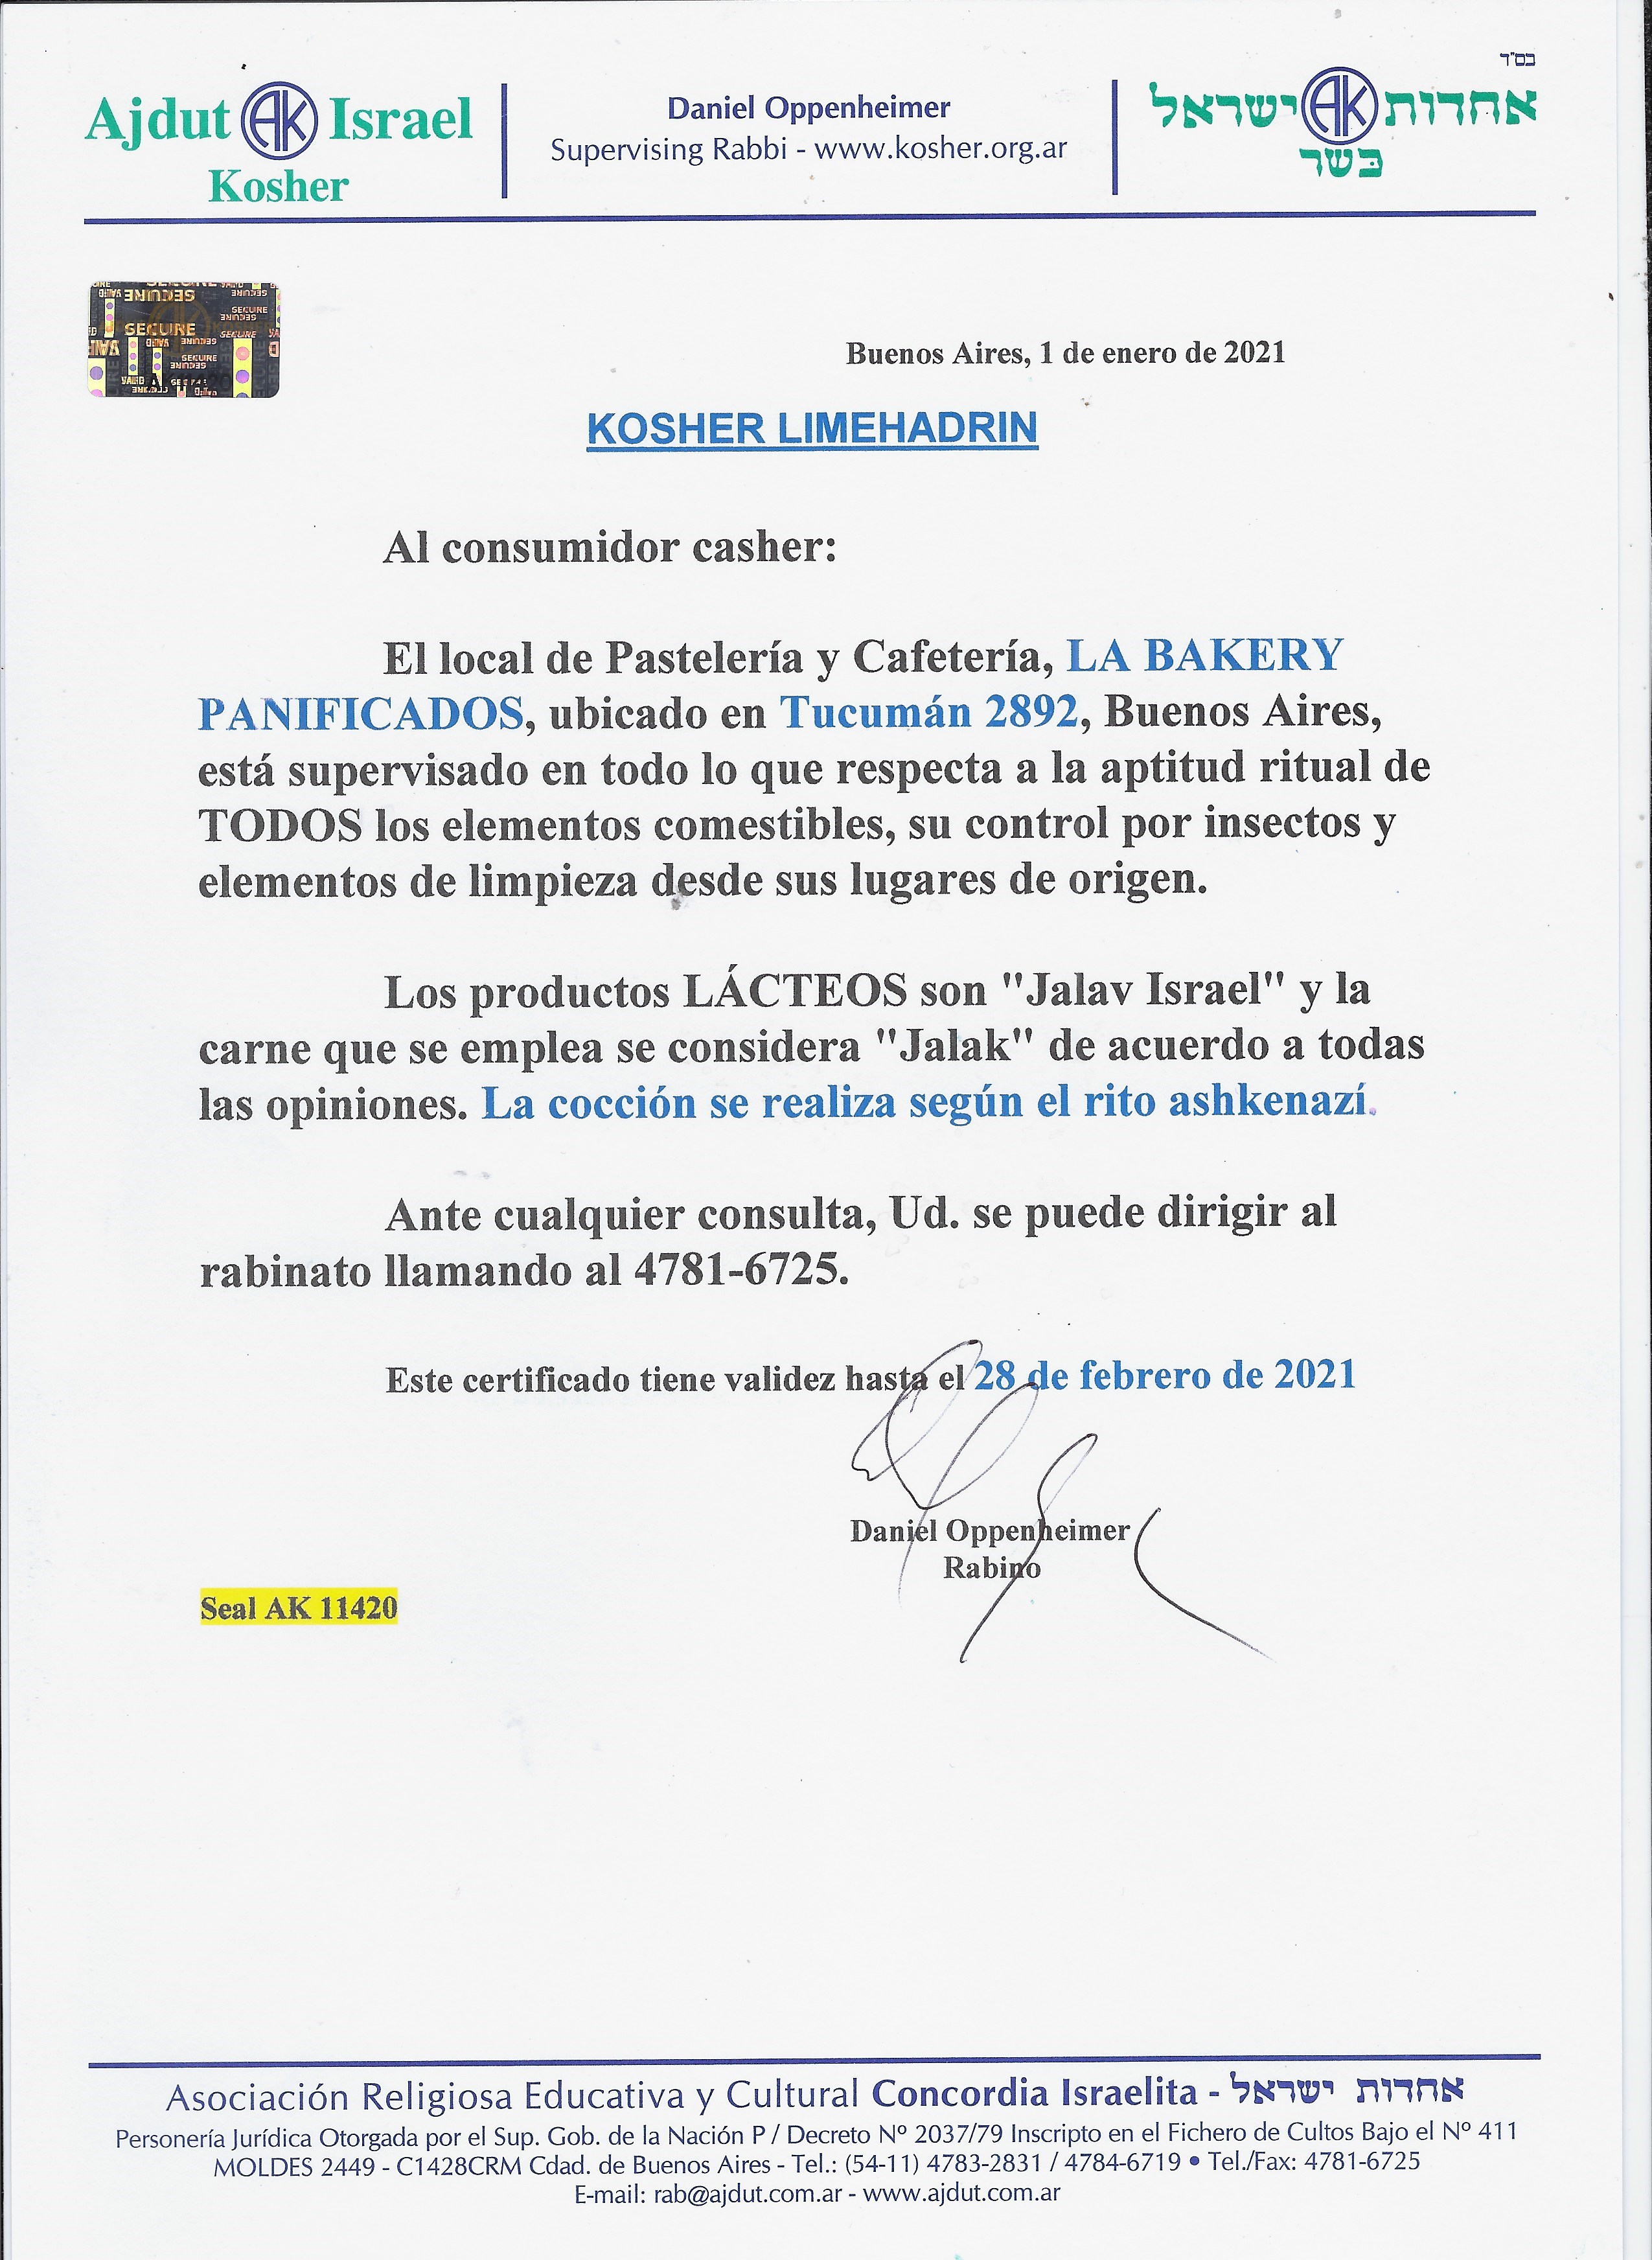 בס"ד
Ajdut AK Israel
Kosher
Daniel Oppenheimer
Supervising Rabbi - www.kosher.org.ar
אחדות AK ישראל
בשר
SECURE
Buenos Aires, 1 de enero de 2021
KOSHER LIMEHADRIN
Al consumidor casher:
El local de Pastelería y Cafetería, LA BAKERY
PANIFICADOS, ubicado en Tucumán 2892, Buenos Aires,
está supervisado en todo lo que respecta a la aptitud ritual de
TODOS los elementos comestibles, su control por insectos y
elementos de limpieza desde sus lugares de origen.
Los productos LÁCTEOS son "Jalav Israel" y la
carne que se emplea se considera "Jalak" de acuerdo a todas
las opiniones. La cocción se realiza según el rito ashkenazí.
Ante cualquier consulta, Ud. se puede dirigir al
rabinato llamando al 4781-6725.
Este certificado tiene validez hasta el 28 de febrero de 2021
Daniel Oppenheimer
Rabino
Seal AK 11420
Asociación Religiosa Educativa y Cultural Concordia Israelita - אחדות ישראל
Personería Jurídica Otorgada por el Sup. Gob. de la Nación P / Decreto Nº 2037/79 Inscripto en el Fichero de Cultos Bajo el Nº 411
MOLDES 2449 - C1428CRM Cdad. de Buenos Aires - Tel.: (54-11) 4783-2831 / 4784-6719 • Tel./Fax: 4781-6725
E-mail: rab@ajdut.com.ar - www.ajdut.com.ar